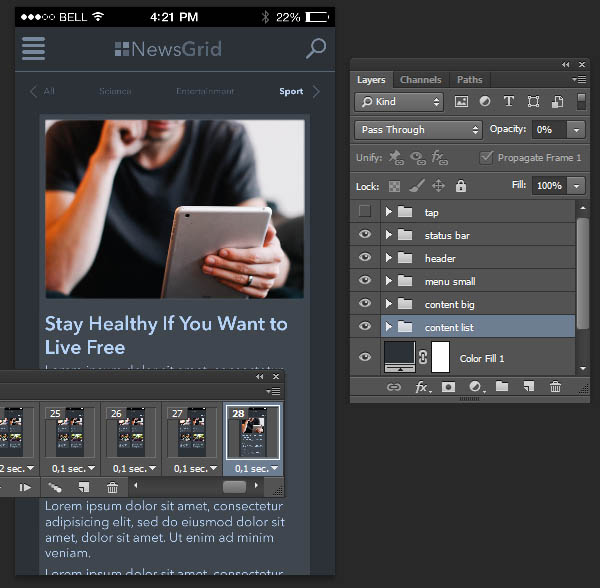 BELL 4:21 PM 22%
NewsGrid
All Science Entertainment Sport
Stay Healthy If You Want to
Live Free
Lorem ipsum dolor sit amet, consectetur
25 26 27 28
2 sec. 0,1 sec. 0,1 sec. 0,1 sec. 0,1 sec.
Lorem ipsum dolor sit amet, consectetur
adipisicing elit, sed do eiusmod dolor sit
amet, dolor sit amet. Ut enim ad minim
veniam.
Lorem ipsum dolor sit amet, consectetur
Layers Channels Paths
Kind
Pass Through Opacity: 0%
Unify: Propagate Frame 1
Lock: Fill: 100%
tap
status bar
header
menu small
content big
content list
Color Fill 1
fx